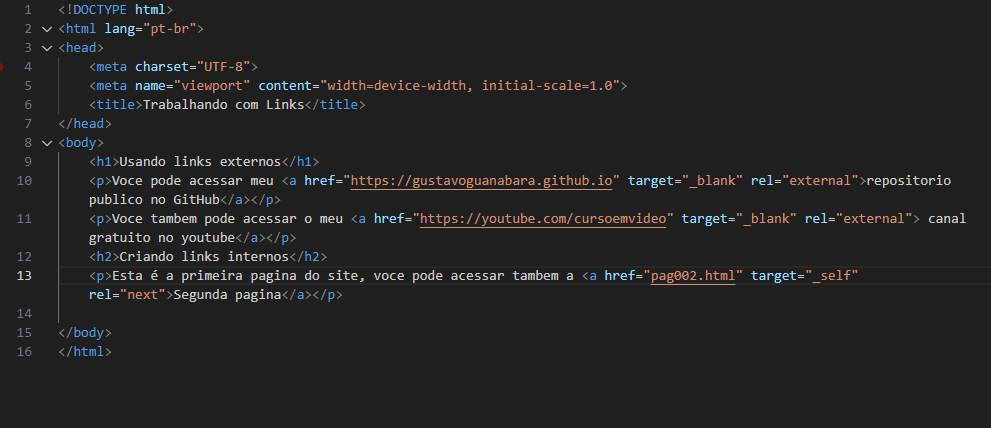 1 <!DOCTYPE html>
2 <html lang="pt-br">
3 <head>
4 <meta charset="UTF-8">
5 <meta name="viewport" content="width=device-width, initial-scale=1.0">
6 <title>Trabalhando com Links</title>
7 </head>
8 <body>
9 <h1>Usando links externos</h1>
10 <p>Voce pode acessar meu <a href="https://gustavoguanabara.github.io" target="_blank" rel="external">repositorio
publico no GitHub</a></p>
11 <p>Voce tambem pode acessar o meu <a href="https://youtube.com/cursoemvideo" target="_blank" rel="external"> canal
gratuito no youtube</a></p>
12 <h2>Criando links internos</h2>
13 <p>Esta é a primeira pagina do site, voce pode acessar tambem a <a href="pag002.html" target="_self"
rel="next">Segunda pagina</a></p>
14
15 </body>
16 </html>